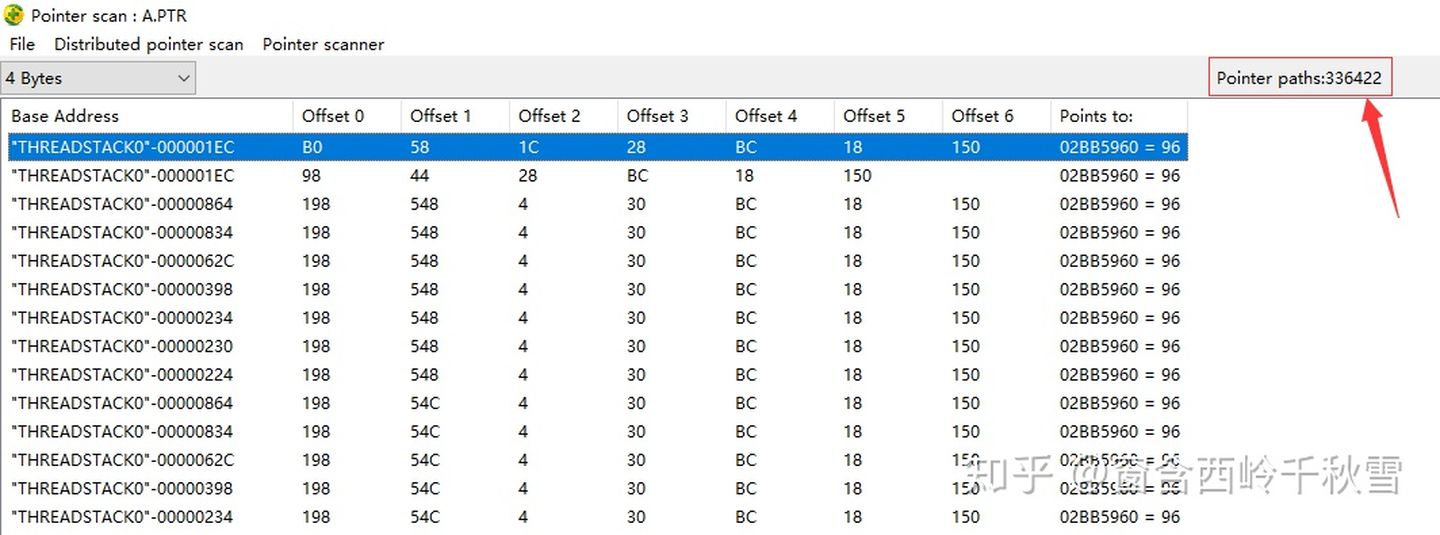 Pointer scan : A.PTR
File Distributed pointer scan Pointer scanner
4 Bytes Pointer paths:336422
Base Address Offset 0 Offset 1 Offset 2 Offset 3 Offset 4 Offset 5 Offset 6 Points to:
"THREADSTACK0"-000001EC B0 58 1C 28 BC 18 150 02BB5960 = 96
"THREADSTACK0"-000001EC 98 44 28 BC 18 150 02BB5960 = 96
"THREADSTACK0"-00000864 198 548 4 30 BC 18 150 02BB5960 = 96
"THREADSTACK0"-00000834 198 548 4 30 BC 18 150 02BB5960 = 96
"THREADSTACK0"-0000062C 198 548 4 30 BC 18 150 02BB5960 = 96
"THREADSTACK0"-00000398 198 548 4 30 BC 18 150 02BB5960 = 96
"THREADSTACK0"-00000234 198 548 4 30 BC 18 150 02BB5960 = 96
"THREADSTACK0"-00000230 198 548 4 30 BC 18 150 02BB5960 = 96
"THREADSTACK0"-00000224 198 548 4 30 BC 18 150 02BB5960 = 96
"THREADSTACK0"-00000864 198 54C 4 30 BC 18 150 02BB5960 = 96
"THREADSTACK0"-00000834 198 54C 4 30 BC 18 150 02BB5960 = 96
"THREADSTACK0"-0000062C 198 54C 4 30 BC 18 150 02BB5960 = 96
"THREADSTACK0"-00000398 198 54C 4 30 BC 18 150 02BB5960 = 96
"THREADSTACK0"-00000234 198 54C 4 30 BC 18 150 02BB5960 = 96
知乎 @窗含西岭千秋雪